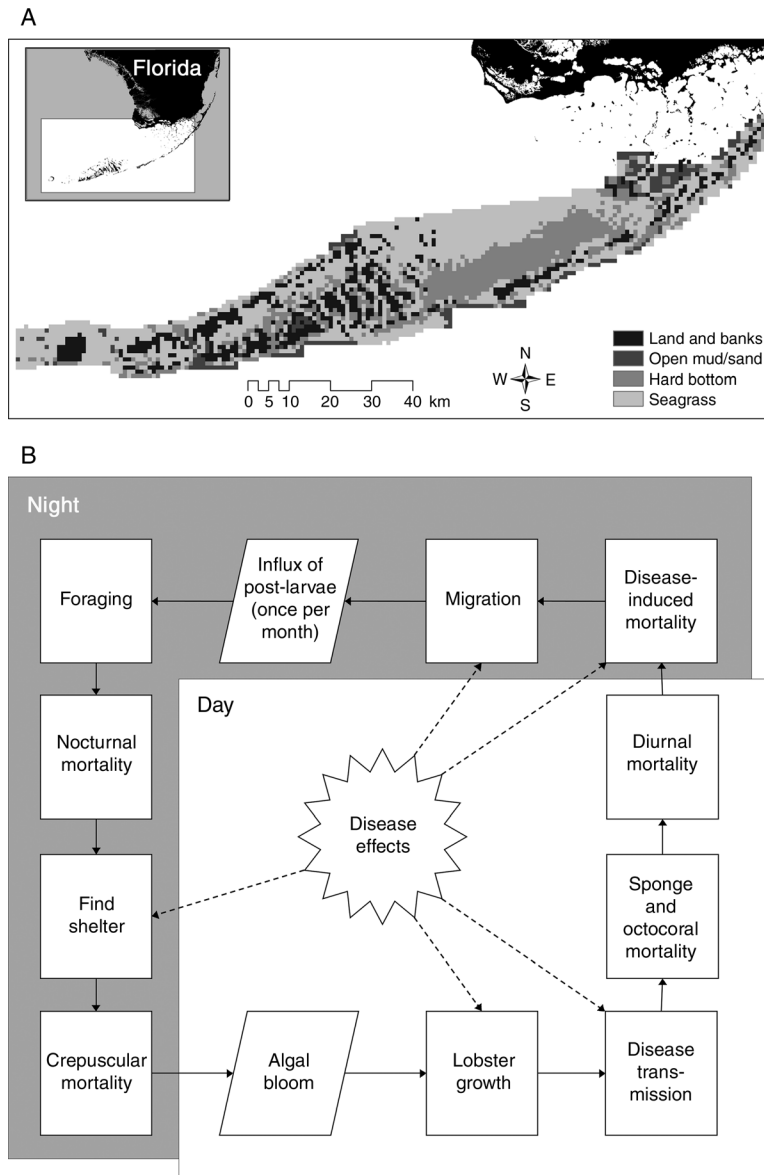 A
Florida
Land and banks
Open mud/sand
Hard bottom
Seagrass
N
W E
S
0 5 10 20 30 40 km
B
Night
Foraging
Influx of
post-larvae
(once per
month)
Migration
Disease-
induced
mortality
Nocturnal
mortality
Day
Diurnal
mortality
Disease
effects
Find
shelter
Sponge
and
octocoral
mortality
Crepuscular
mortality
Algal
bloom
Lobster
growth
Disease
trans-
mission